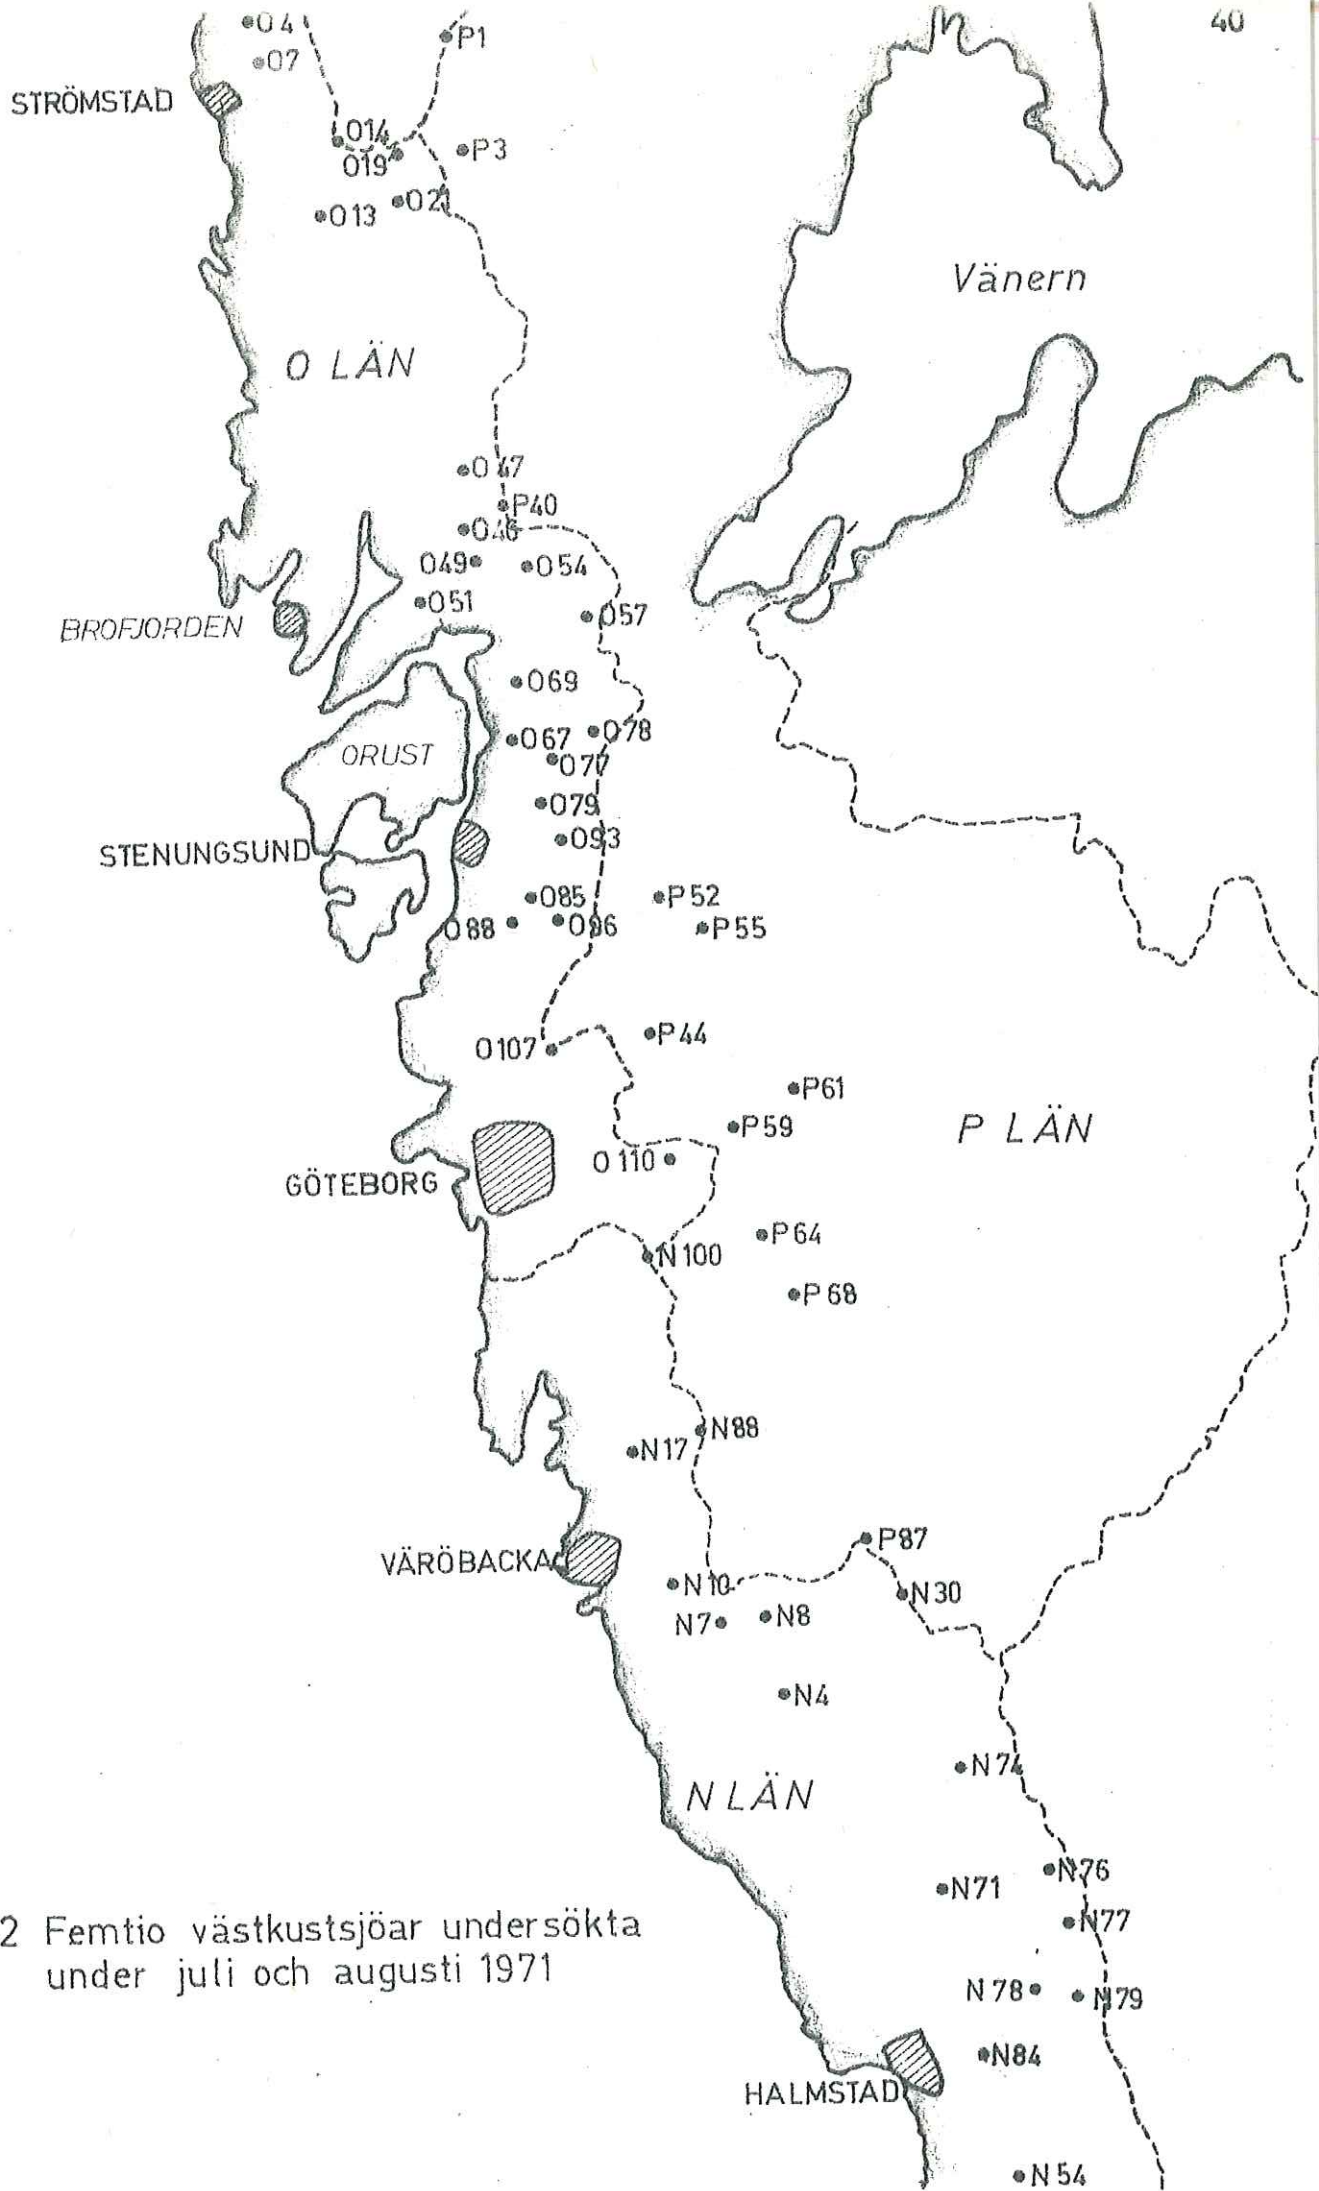 40
O4
P1
O7
STRÖMSTAD
O14
O19
P3
O21
O13
Vänern
O LÄN
O47
P40
O46
O49
O54
O51
O57
BROFJORDEN
O69
O67
O78
O77
ORUST
O79
O93
STENUNGSUND
O85
P52
O88
O86
P55
O107
P44
P61
P59
P LÄN
O110
GÖTEBORG
P64
N100
P68
N88
N17
P87
VÄRÖBACKA
N10
N30
N7
N8
N4
N74
N LÄN
N76
N71
N77
2 Femtio västkustsjöar undersökta
under juli och augusti 1971
N78
N79
N84
HALMSTAD
N54